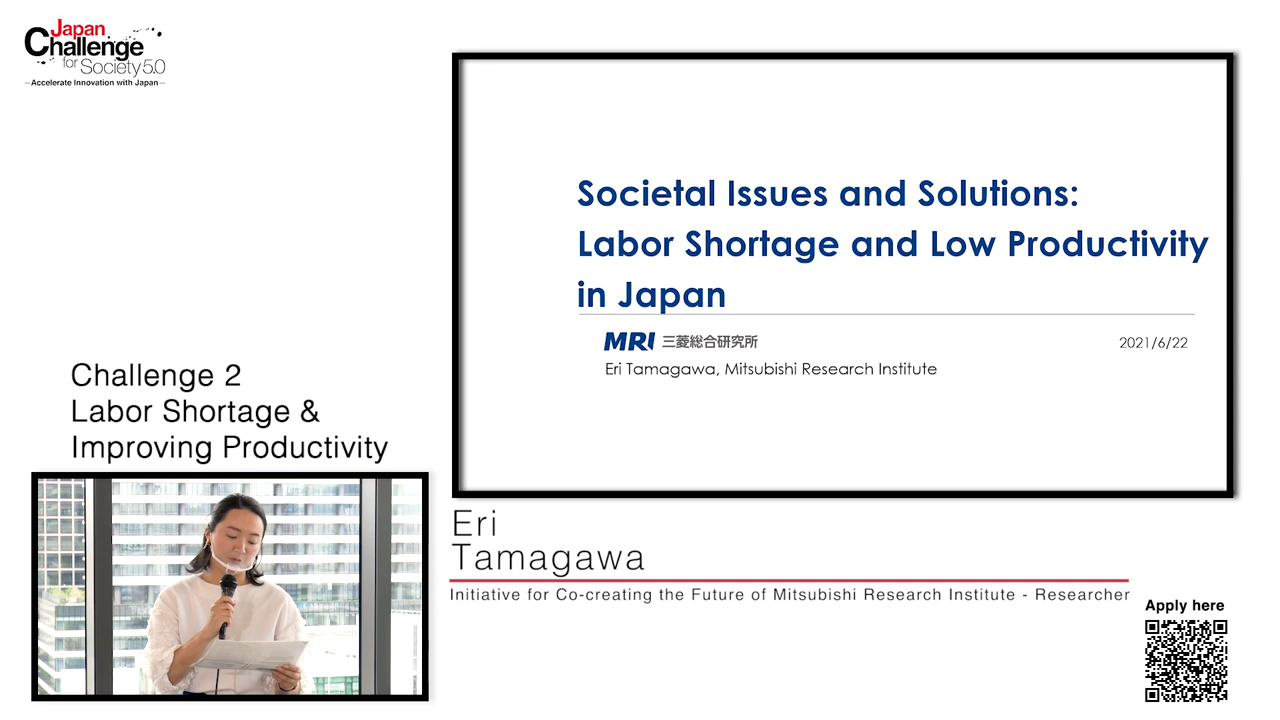 Japan
Challenge
for Society 5.0
—Accelerate Innovation with Japan—
Societal Issues and Solutions:
Labor Shortage and Low Productivity
in Japan
MRI 三菱総合研究所
2021/6/22
Eri Tamagawa, Mitsubishi Research Institute
Challenge 2
Labor Shortage &
Improving Productivity
Eri
Tamagawa
Initiative for Co-creating the Future of Mitsubishi Research Institute - Researcher
Apply here